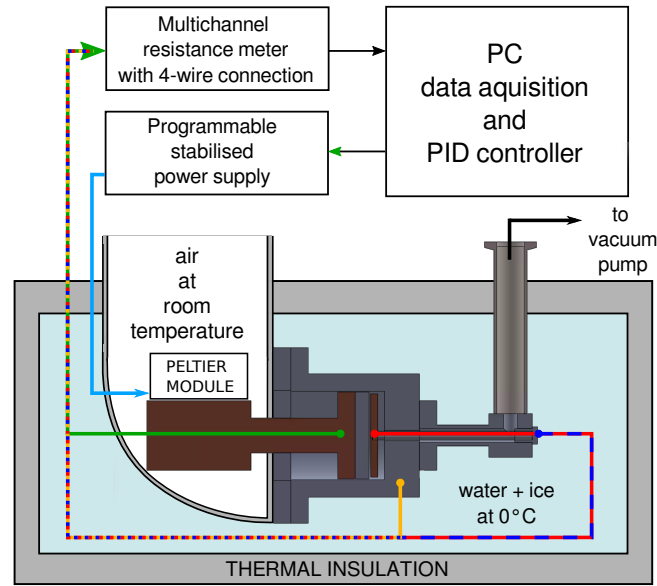 Multichannel
resistance meter
with 4-wire connection
PC
data aquisition
and
PID controller
Programmable
stabilised
power supply
to
vacuum
pump
air
at
room
temperature
PELTIER
MODULE
water + ice
at 0°C
THERMAL INSULATION